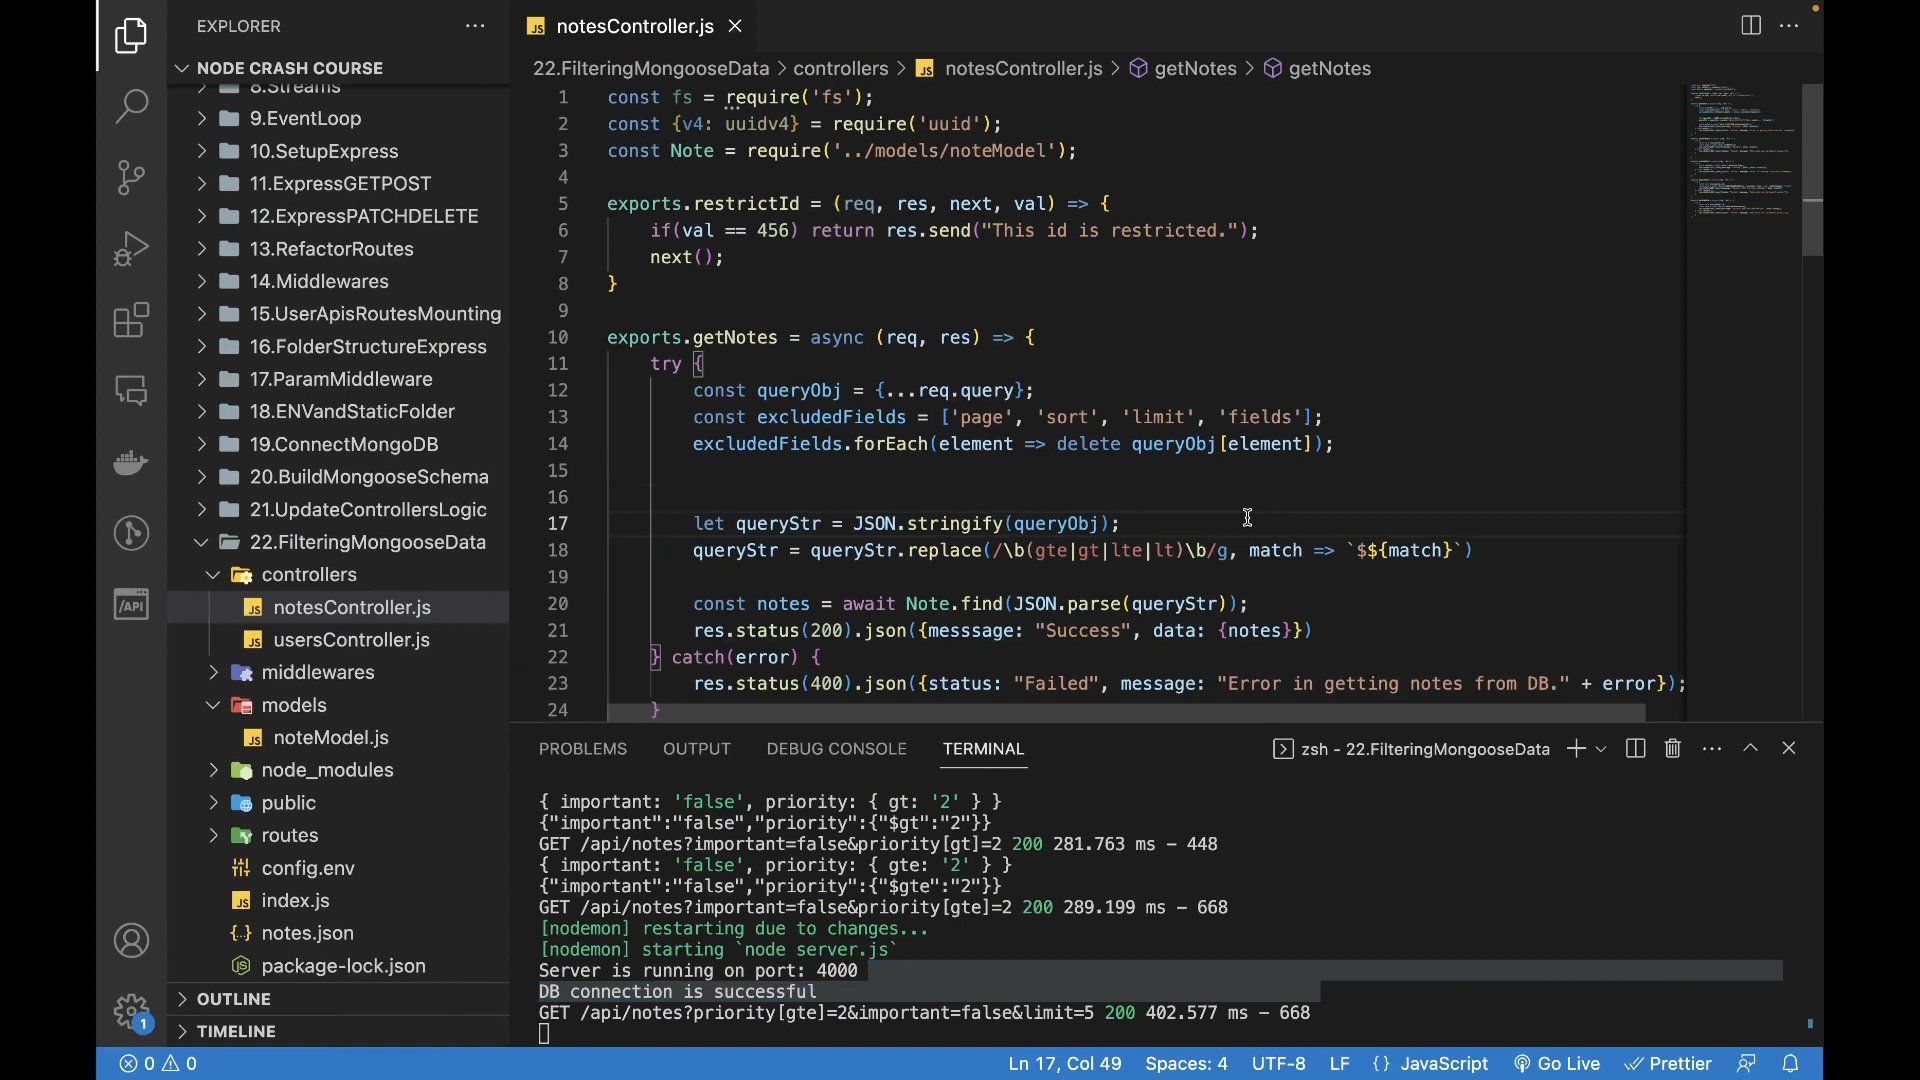 EXPLORER
NODE CRASH COURSE
8.Streams
9.EventLoop
10.SetupExpress
11.ExpressGETPOST
12.ExpressPATCHDELETE
13.RefactorRoutes
14.Middlewares
15.UserApisRoutesMounting
16.FolderStructureExpress
17.ParamMiddleware
18.ENVandStaticFolder
19.ConnectMongoDB
20.BuildMongooseSchema
21.UpdateControllersLogic
22.FilteringMongooseData
controllers
JS notesController.js
JS usersController.js
middlewares
models
JS noteModel.js
node_modules
public
routes
config.env
JS index.js
{..} notes.json
package-lock.json
OUTLINE
TIMELINE
/API
1
JS notesController.js
22.FilteringMongooseData > controllers > JS notesController.js > getNotes > getNotes
1 const fs = require('fs');
2 const {v4: uuidv4} = require('uuid');
3 const Note = require('../models/noteModel');
4
5 exports.restrictId = (req, res, next, val) => {
6 if(val == 456) return res.send("This id is restricted.");
7 next();
8 }
9
10 exports.getNotes = async (req, res) => {
11 try {
12 const queryObj = {...req.query};
13 const excludedFields = ['page', 'sort', 'limit', 'fields'];
14 excludedFields.forEach(element => delete queryObj[element]);
15
16
17 let queryStr = JSON.stringify(queryObj);
18 queryStr = queryStr.replace(/\b(gte|gt|lte|lt)\b/g, match => `$${match}`)
19
20 const notes = await Note.find(JSON.parse(queryStr));
21 res.status(200).json({messsage: "Success", data: {notes}})
22 } catch(error) {
23 res.status(400).json({status: "Failed", message: "Error in getting notes from DB." + error});
24 }
PROBLEMS OUTPUT DEBUG CONSOLE TERMINAL zsh - 22.FilteringMongooseData
{ important: 'false', priority: { gt: '2' } }
{"important":"false","priority":{"$gt":"2"}}
GET /api/notes?important=false&priority[gt]=2 200 281.763 ms - 448
{ important: 'false', priority: { gte: '2' } }
{"important":"false","priority":{"$gte":"2"}}
GET /api/notes?important=false&priority[gte]=2 200 289.199 ms - 668
[nodemon] restarting due to changes...
[nodemon] starting `node server.js`
Server is running on port: 4000
DB connection is successful
GET /api/notes?priority[gte]=2&important=false&limit=5 200 402.577 ms - 668
0 0 Ln 17, Col 49 Spaces: 4 UTF-8 LF {} JavaScript Go Live Prettier